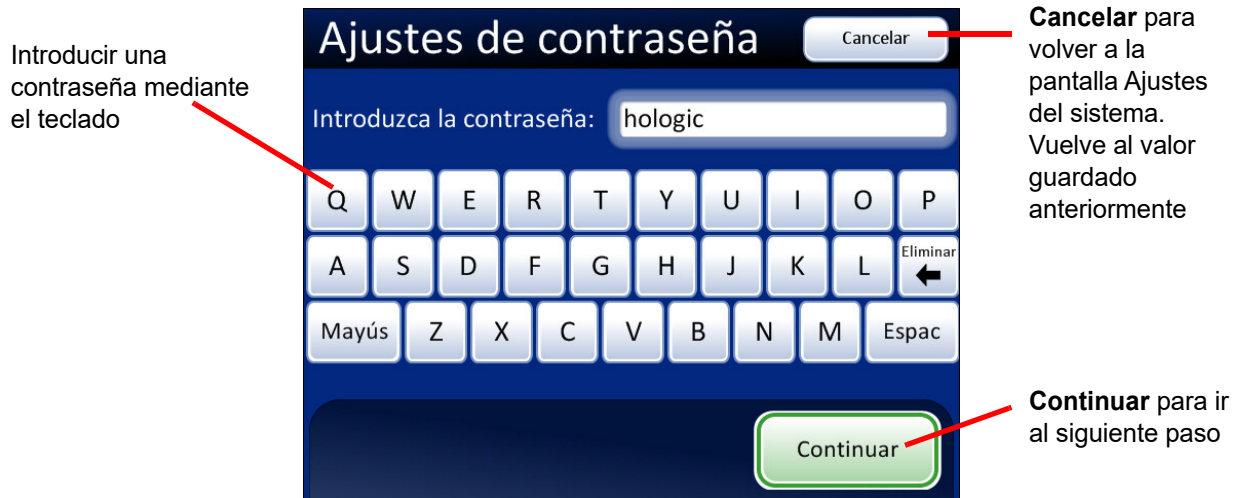 Introducir una
contraseña mediante
el teclado
Ajustes de contraseña
Cancelar
Introduzca la contraseña: hologic
Q W E R T Y U I O P
A S D F G H J K L Eliminar
Mayús Z X C V B N M Espac
Continuar
Cancelar para
volver a la
pantalla Ajustes
del sistema.
Vuelve al valor
guardado
anteriormente
Continuar para ir
al siguiente paso